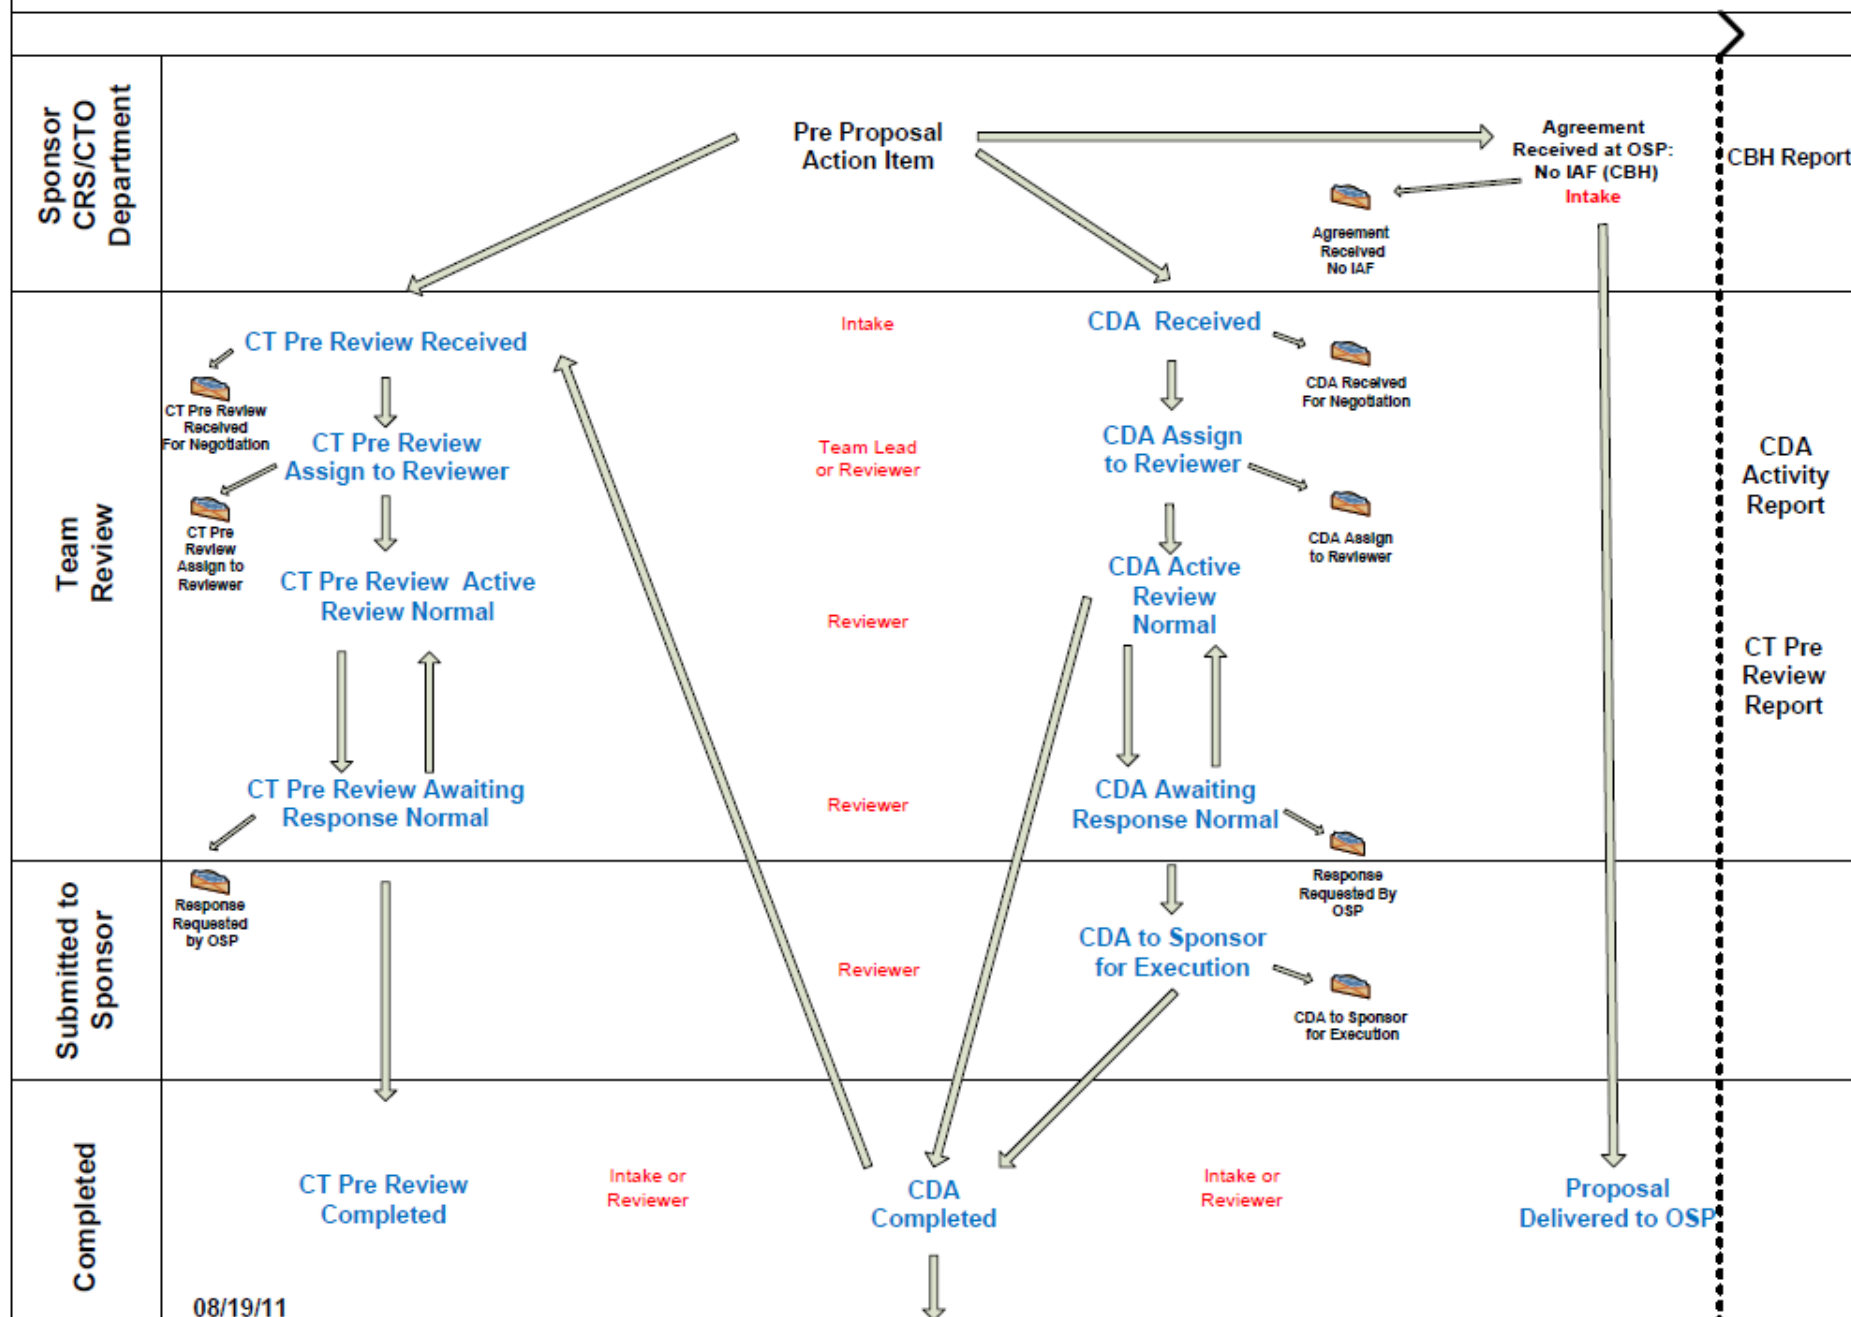 Sponsor
CRS/CTO
Department
Pre Proposal
Action Item
Agreement
Received at OSP:
No IAF (CBH)
Intake
Agreement
Received
No IAF
CBH Report
Team
Review
CT Pre Review Received
Intake
CDA Received
CT Pre Review
Received
For Negotiation
CDA Received
For Negotiation
CT Pre Review
Assign to Reviewer
Team Lead
or Reviewer
CDA Assign
to Reviewer
CDA
Activity
Report
CT Pre
Review
Assign to
Reviewer
CDA Assign
to Reviewer
CT Pre Review Active
Review Normal
Reviewer
CDA Active
Review
Normal
CT Pre
Review
Report
CT Pre Review Awaiting
Response Normal
Reviewer
CDA Awaiting
Response Normal
Submitted to
Sponsor
Response
Requested
by OSP
Response
Requested By
OSP
Reviewer
CDA to Sponsor
for Execution
CDA to Sponsor
for Execution
Completed
CT Pre Review
Completed
Intake or
Reviewer
CDA
Completed
Intake or
Reviewer
Proposal
Delivered to OSP
08/19/11